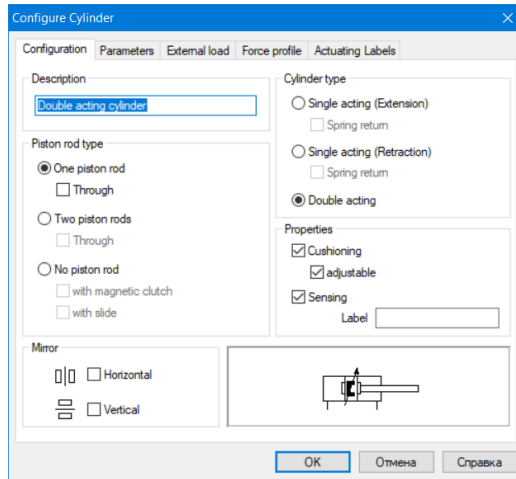 Configure Cylinder
Configuration Parameters External load Force profile Actuating Labels
Description
Double acting cylinder
Piston rod type
One piston rod
Through
Two piston rods
Through
No piston rod
with magnetic clutch
with slide
Cylinder type
Single acting (Extension)
Spring return
Single acting (Retraction)
Spring return
Double acting
Properties
Cushioning
adjustable
Sensing
Label
Mirror
Horizontal
Vertical
OK Отмена Справка